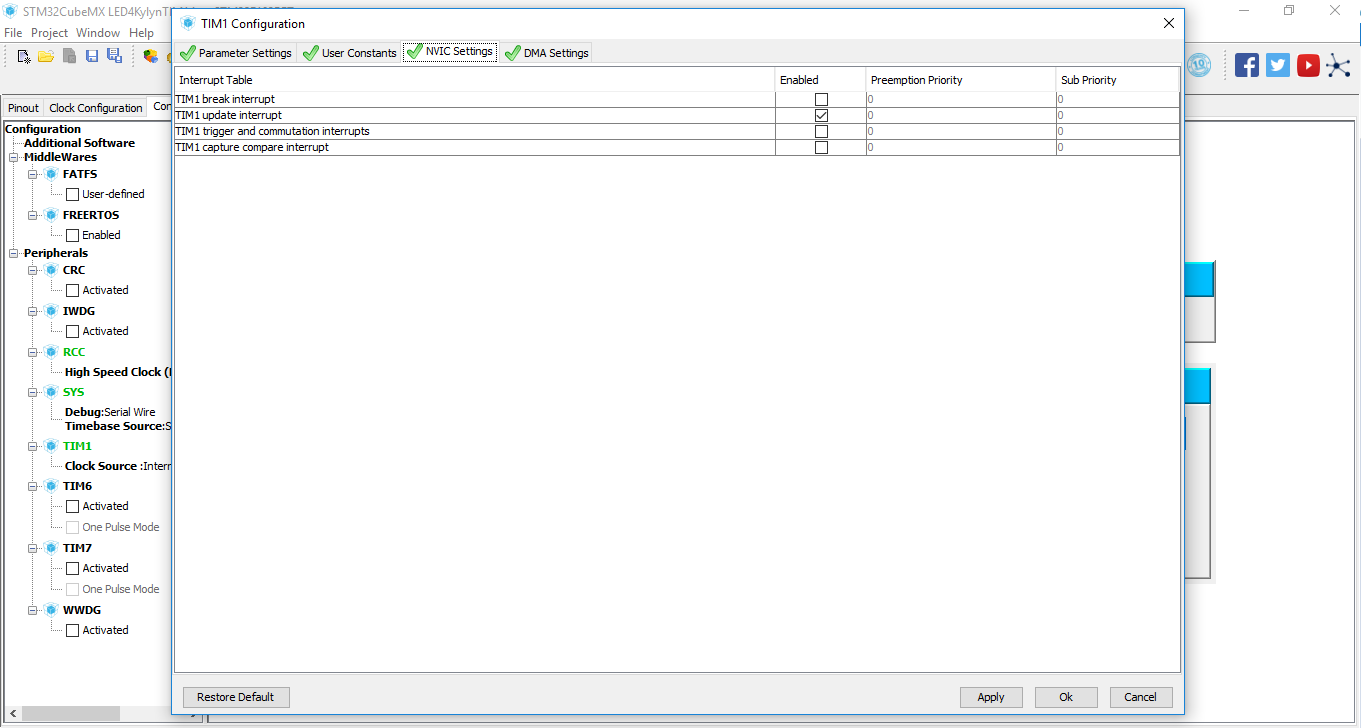 STM32CubeMX LED4KylynTI
TIM1 Configuration
File Project Window Help
Parameter Settings User Constants NVIC Settings DMA Settings
Interrupt Table Enabled Preemption Priority Sub Priority
TIM1 break interrupt 0 0
TIM1 update interrupt 0 0
TIM1 trigger and commutation interrupts 0 0
TIM1 capture compare interrupt 0 0
Pinout Clock Configuration Con
Configuration
Additional Software
MiddleWares
FATFS
User-defined
FREERTOS
Enabled
Peripherals
CRC
Activated
IWDG
Activated
RCC
High Speed Clock (
SYS
Debug:Serial Wire
Timebase Source:S
TIM1
Clock Source :Intern
TIM6
Activated
One Pulse Mode
TIM7
Activated
One Pulse Mode
WWDG
Activated
Restore Default Apply Ok Cancel